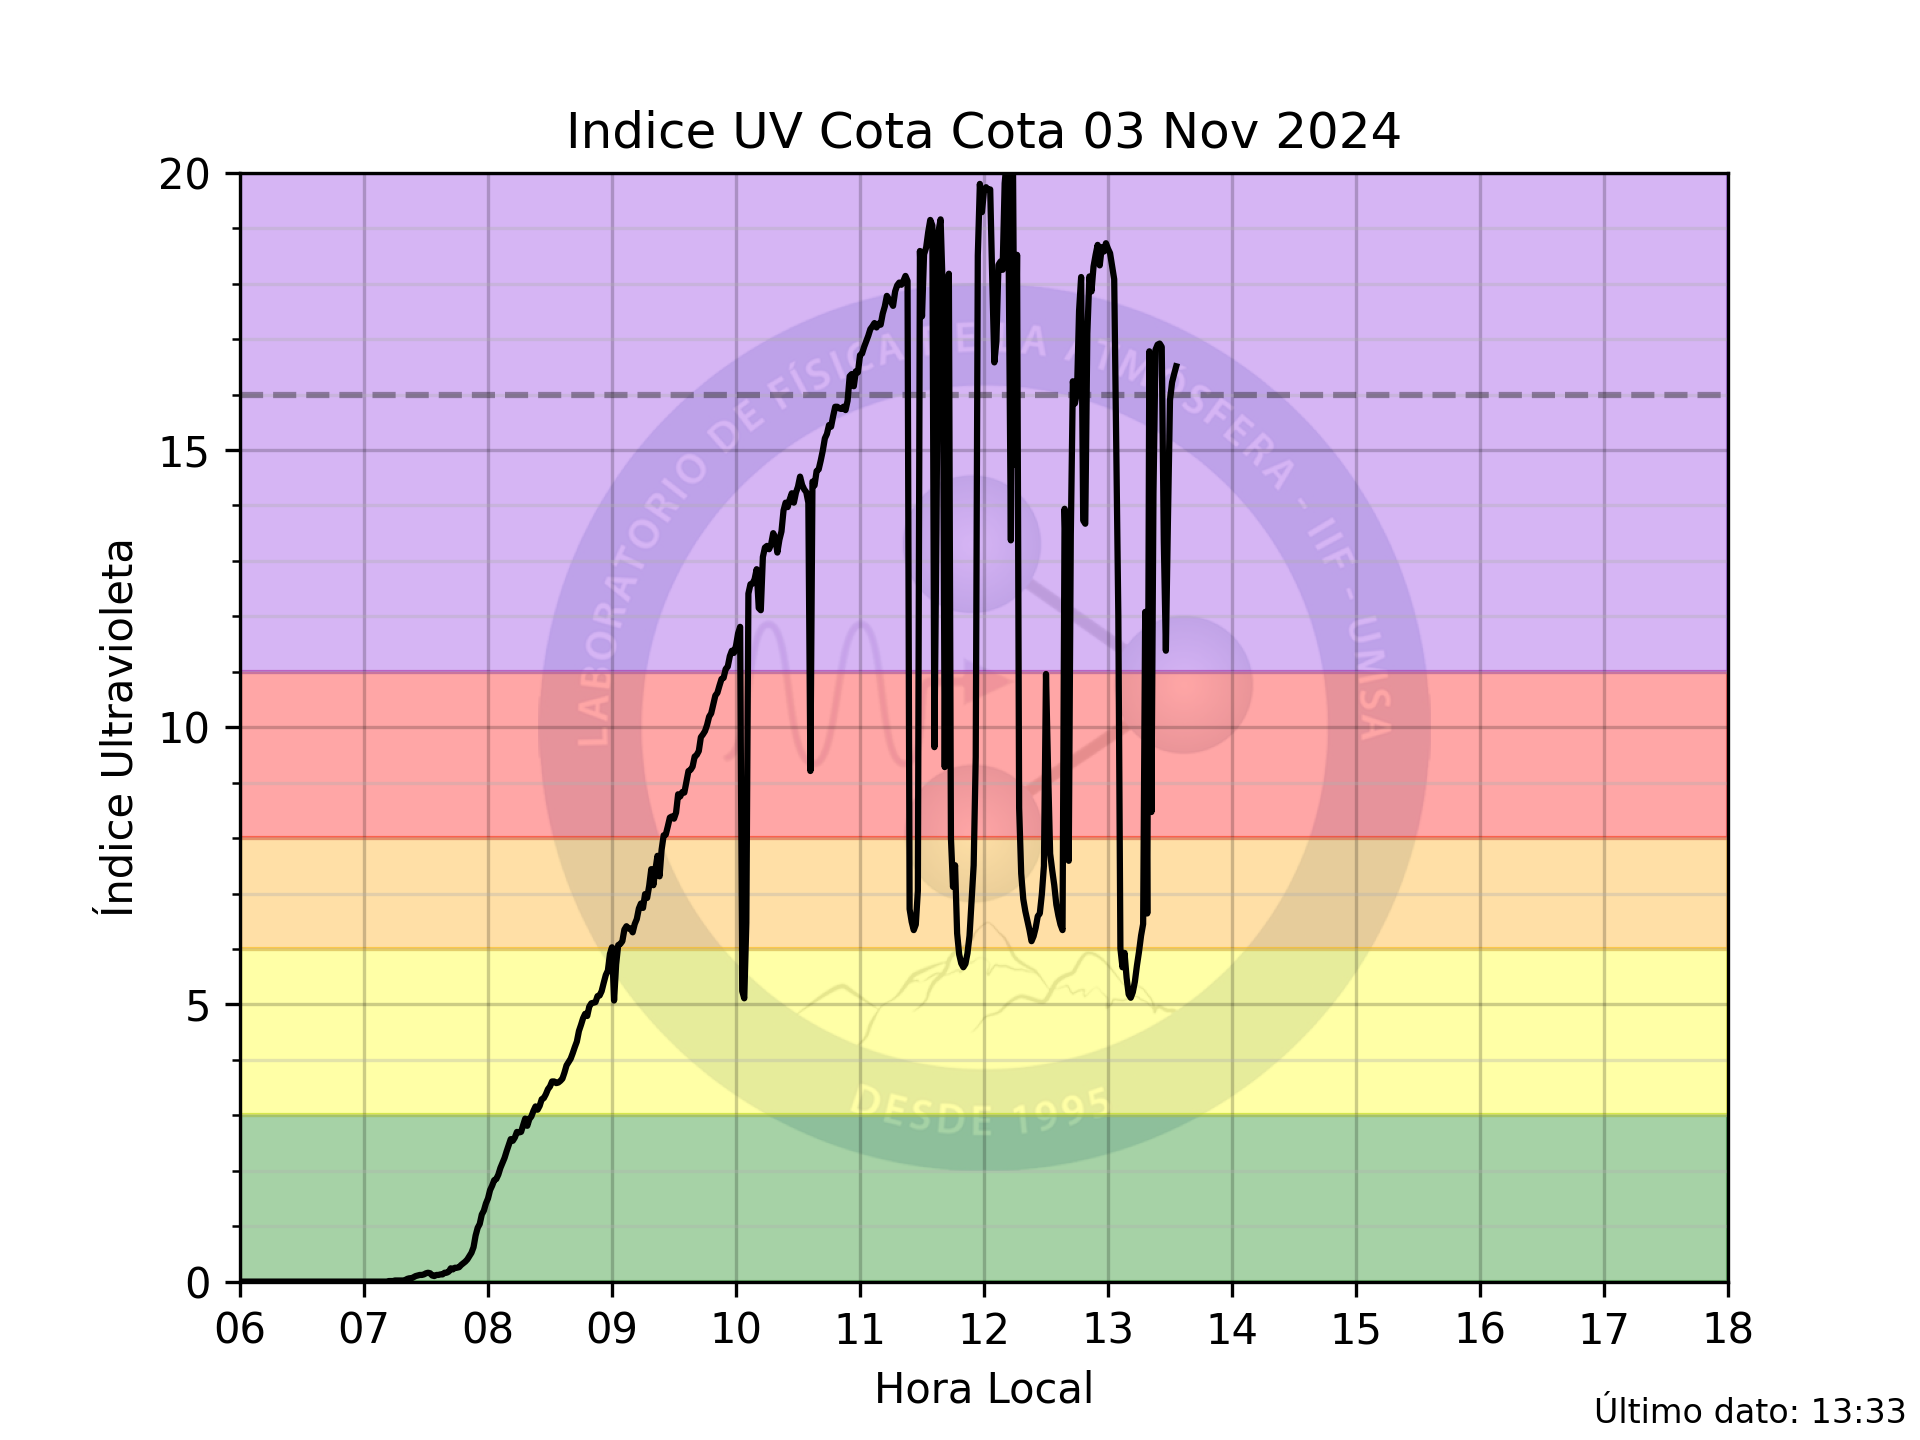 Indice UV Cota Cota 03 Nov 2024
20
15
10
5
0
Índice Ultravioleta
LABORATORIO DE FÍSICA DE LA ATMÓSFERA - IIF - UMSA
DESDE 1995
06 07 08 09 10 11 12 13 14 15 16 17 18
Hora Local
Último dato: 13:33